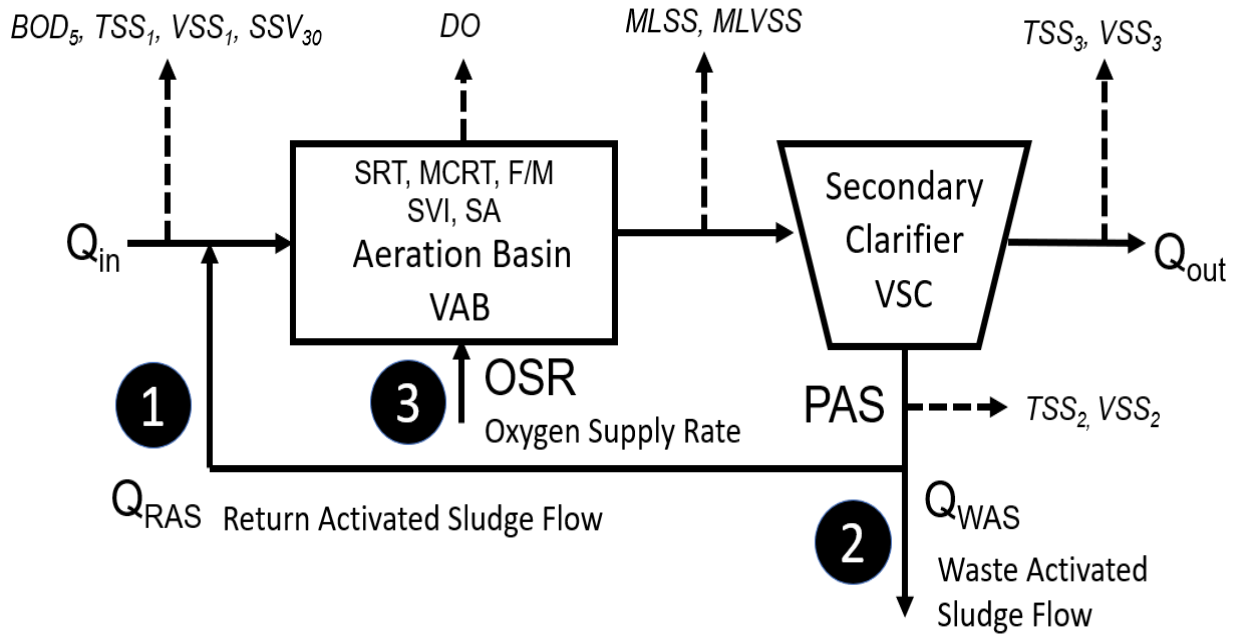 BOD5, TSS1, VSS1, SSV30
DO
MLSS, MLVSS
TSS3, VSS3
SRT, MCRT, F/M
SVI, SA
Aeration Basin
VAB
Secondary
Clarifier
VSC
Qin
Qout
1
3
OSR
Oxygen Supply Rate
PAS
TSS2, VSS2
QRAS Return Activated Sludge Flow
2
QWAS
Waste Activated
Sludge Flow